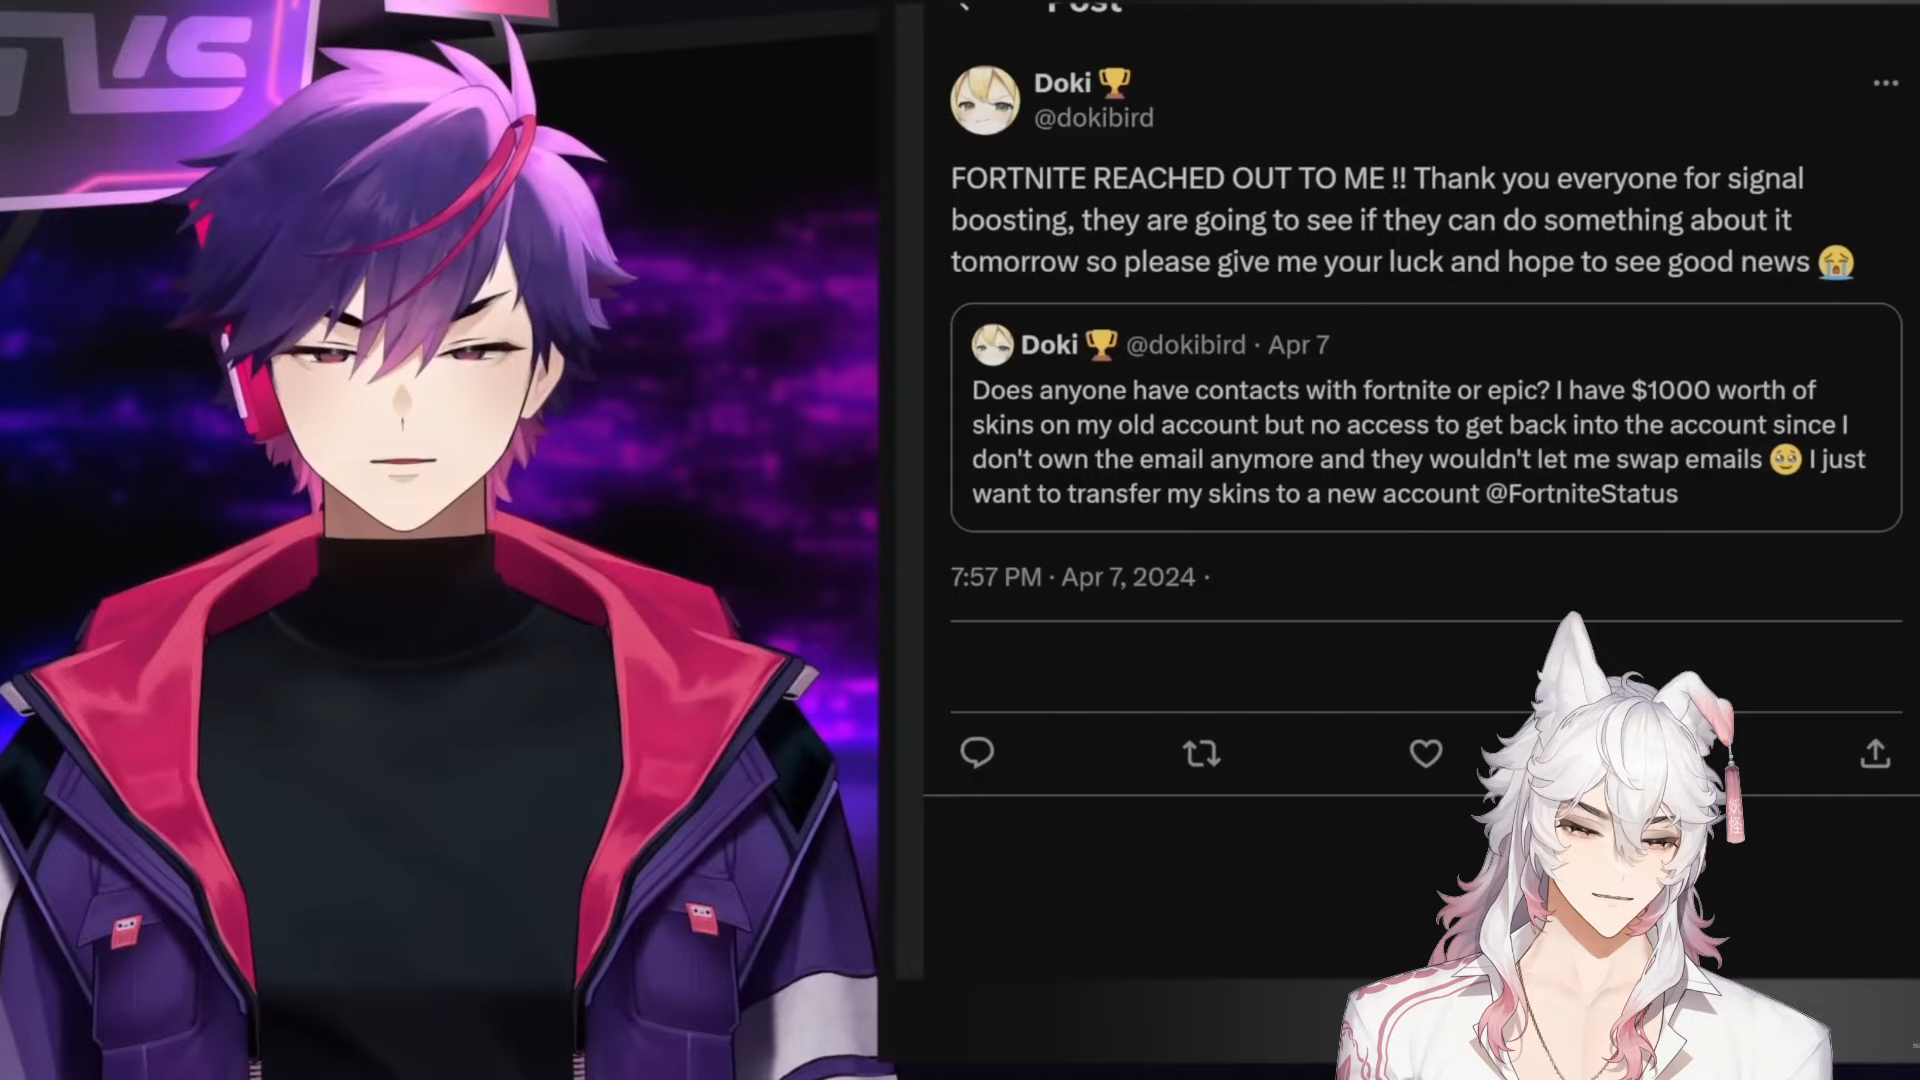 Post
Doki 🏆
@dokibird
FORTNITE REACHED OUT TO ME !! Thank you everyone for signal
boosting, they are going to see if they can do something about it
tomorrow so please give me your luck and hope to see good news 😭
Doki 🏆 @dokibird · Apr 7
Does anyone have contacts with fortnite or epic? I have $1000 worth of
skins on my old account but no access to get back into the account since I
don't own the email anymore and they wouldn't let me swap emails 🥹 I just
want to transfer my skins to a new account @FortniteStatus
7:57 PM · Apr 7, 2024 ·
妖怪